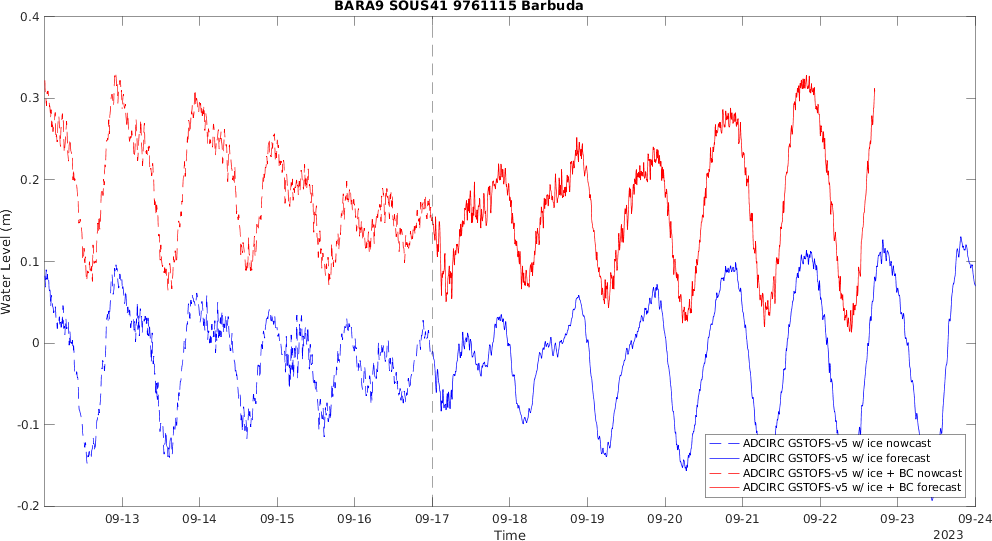 BARA9 SOUS41 9761115 Barbuda
0.4
0.3
0.2
0.1
0
-0.1
-0.2
Water Level (m)
ADCIRC GSTOFS-v5 w/ ice nowcast
ADCIRC GSTOFS-v5 w/ ice forecast
ADCIRC GSTOFS-v5 w/ ice + BC nowcast
ADCIRC GSTOFS-v5 w/ ice + BC forecast
09-13 09-14 09-15 09-16 09-17 09-18 09-19 09-20 09-21 09-22 09-23 09-24
Time
2023